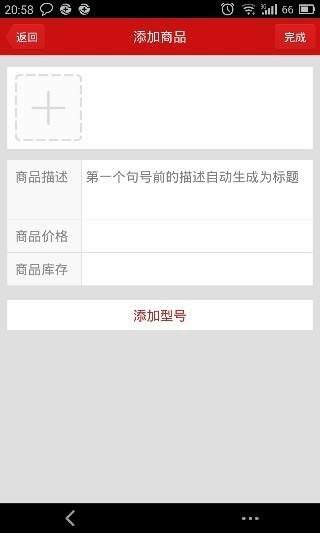 20:58
3G
66
返回
添加商品
完成
商品描述
第一个句号前的描述自动生成为标题
商品价格
商品库存
添加型号